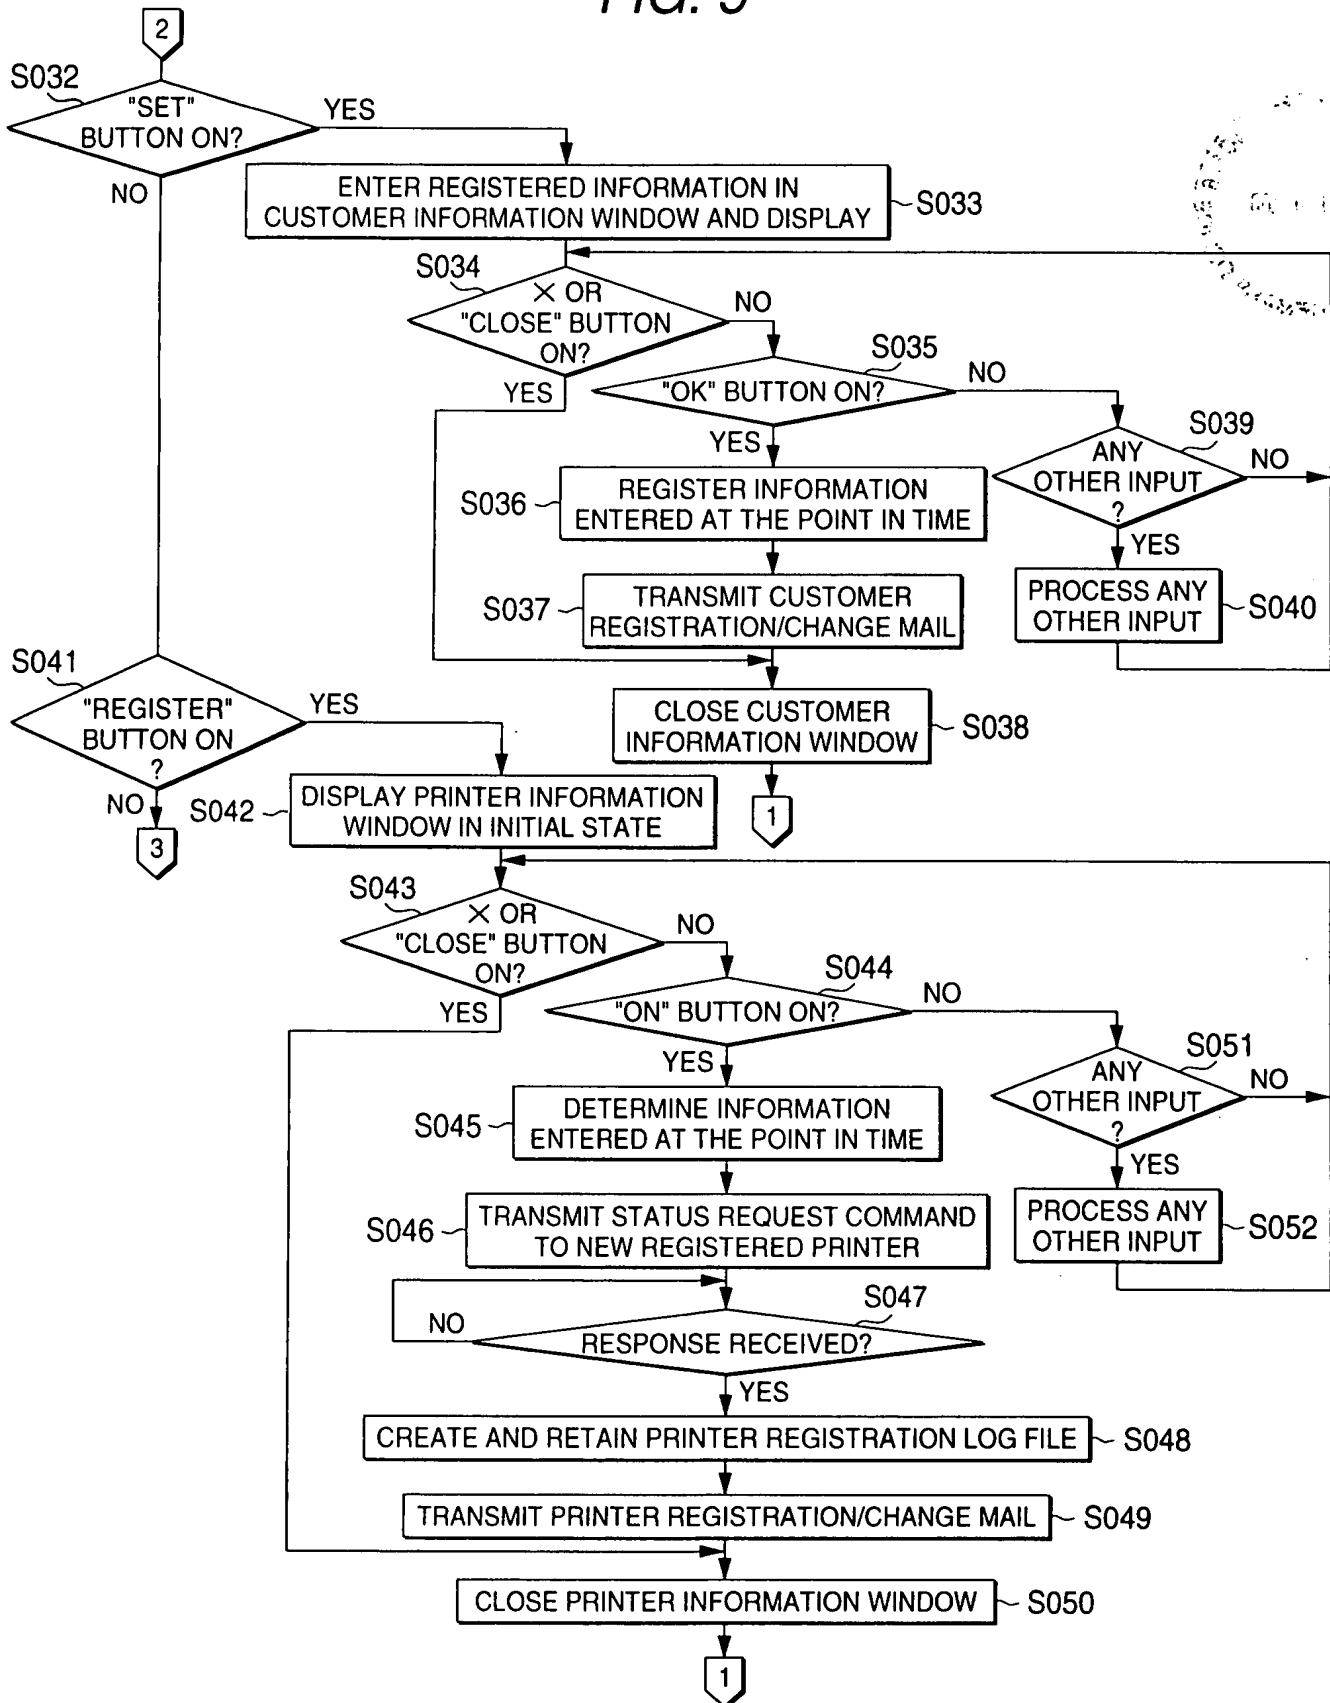 FIG. 9
2
S032
"SET"
BUTTON ON?
YES
NO
ENTER REGISTERED INFORMATION IN
CUSTOMER INFORMATION WINDOW AND DISPLAY
S033
S034
X OR
"CLOSE" BUTTON
ON?
NO
YES
S035
"OK" BUTTON ON?
NO
YES
S039
ANY
OTHER INPUT
?
NO
YES
S036
REGISTER INFORMATION
ENTERED AT THE POINT IN TIME
S037
TRANSMIT CUSTOMER
REGISTRATION/CHANGE MAIL
PROCESS ANY
OTHER INPUT
S040
S041
"REGISTER"
BUTTON ON
?
YES
NO
3
CLOSE CUSTOMER
INFORMATION WINDOW
S038
1
S042
DISPLAY PRINTER INFORMATION
WINDOW IN INITIAL STATE
S043
X OR
"CLOSE" BUTTON
ON?
NO
YES
S044
"ON" BUTTON ON?
NO
YES
S051
ANY
OTHER INPUT
?
NO
YES
S045
DETERMINE INFORMATION
ENTERED AT THE POINT IN TIME
S046
TRANSMIT STATUS REQUEST COMMAND
TO NEW REGISTERED PRINTER
PROCESS ANY
OTHER INPUT
S052
S047
RESPONSE RECEIVED?
NO
YES
CREATE AND RETAIN PRINTER REGISTRATION LOG FILE
S048
TRANSMIT PRINTER REGISTRATION/CHANGE MAIL
S049
CLOSE PRINTER INFORMATION WINDOW
S050
1